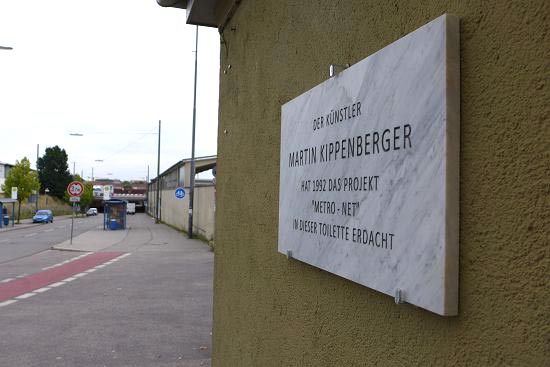 DER KÜNSTLER
MARTIN KIPPENBERGER
HAT 1992 DAS PROJEKT
"METRO - NET"
IN DIESER TOILETTE ERDACHT